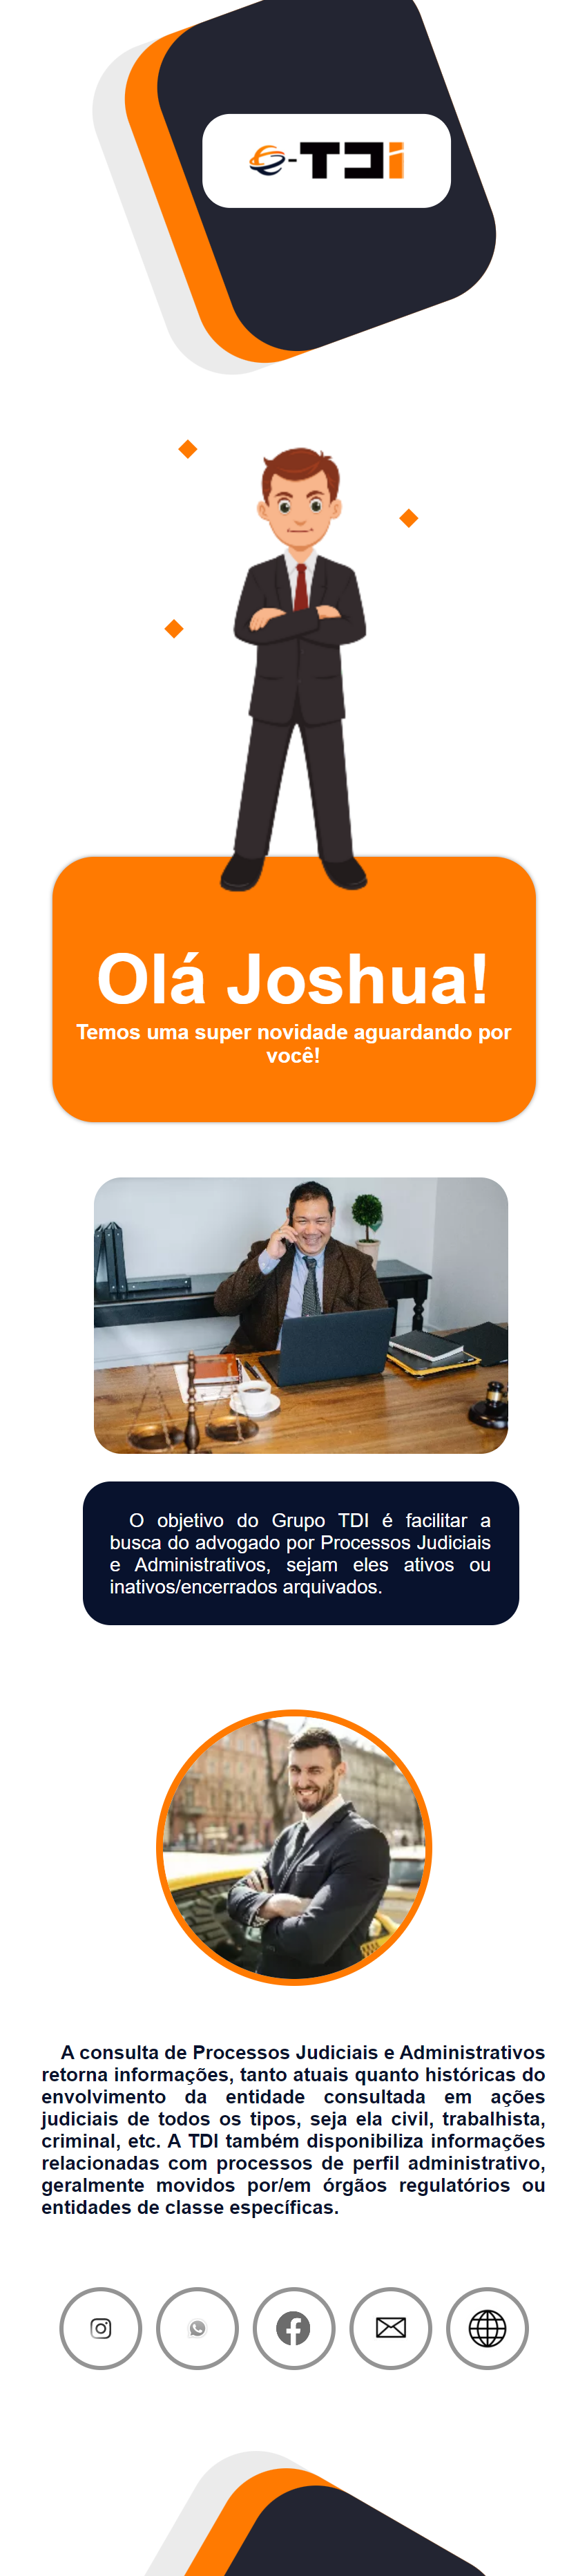 e-TDI
Olá Joshua!
Temos uma super novidade aguardando por
você!
O objetivo do Grupo TDI é facilitar a
busca do advogado por Processos Judiciais
e Administrativos, sejam eles ativos ou
inativos/encerrados arquivados.
A consulta de Processos Judiciais e Administrativos
retorna informações, tanto atuais quanto históricas do
envolvimento da entidade consultada em ações
judiciais de todos os tipos, seja ela civil, trabalhista,
criminal, etc. A TDI também disponibiliza informações
relacionadas com processos de perfil administrativo,
geralmente movidos por/em órgãos regulatórios ou
entidades de classe específicas.